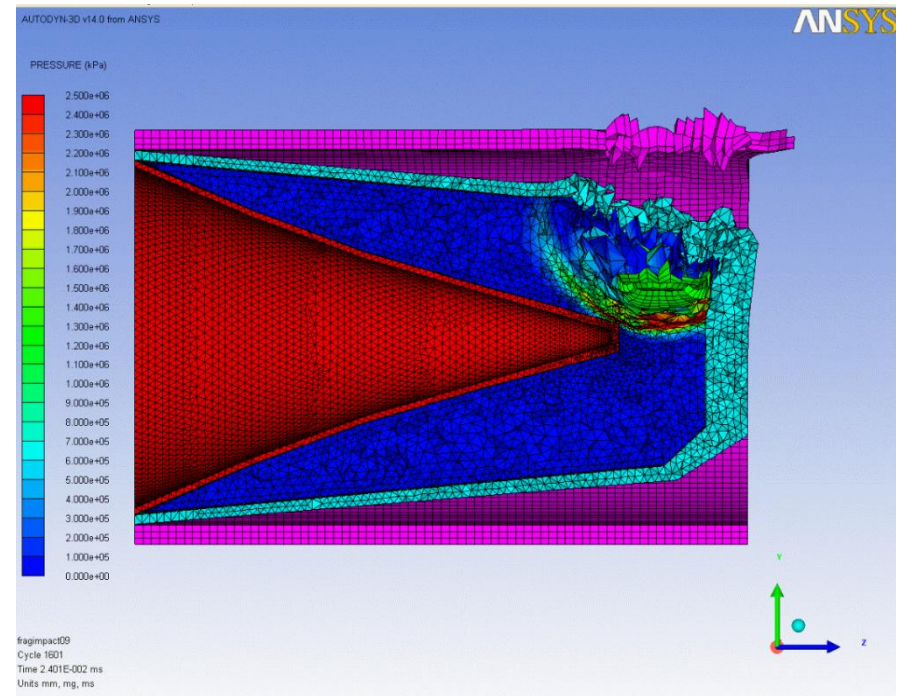 AUTODYN-3D v14.0 from ANSYS
ANSYS
PRESSURE (kPa)
2.500e+06
2.400e+06
2.300e+06
2.200e+06
2.100e+06
2.000e+06
1.900e+06
1.800e+06
1.700e+06
1.600e+06
1.500e+06
1.400e+06
1.300e+06
1.200e+06
1.100e+06
1.000e+06
9.000e+05
8.000e+05
7.000e+05
6.000e+05
5.000e+05
4.000e+05
3.000e+05
2.000e+05
1.000e+05
0.000e+00
Y
Z
fragimpact09
Cycle 1601
Time 2.401E-002 ms
Units mm, mg, ms